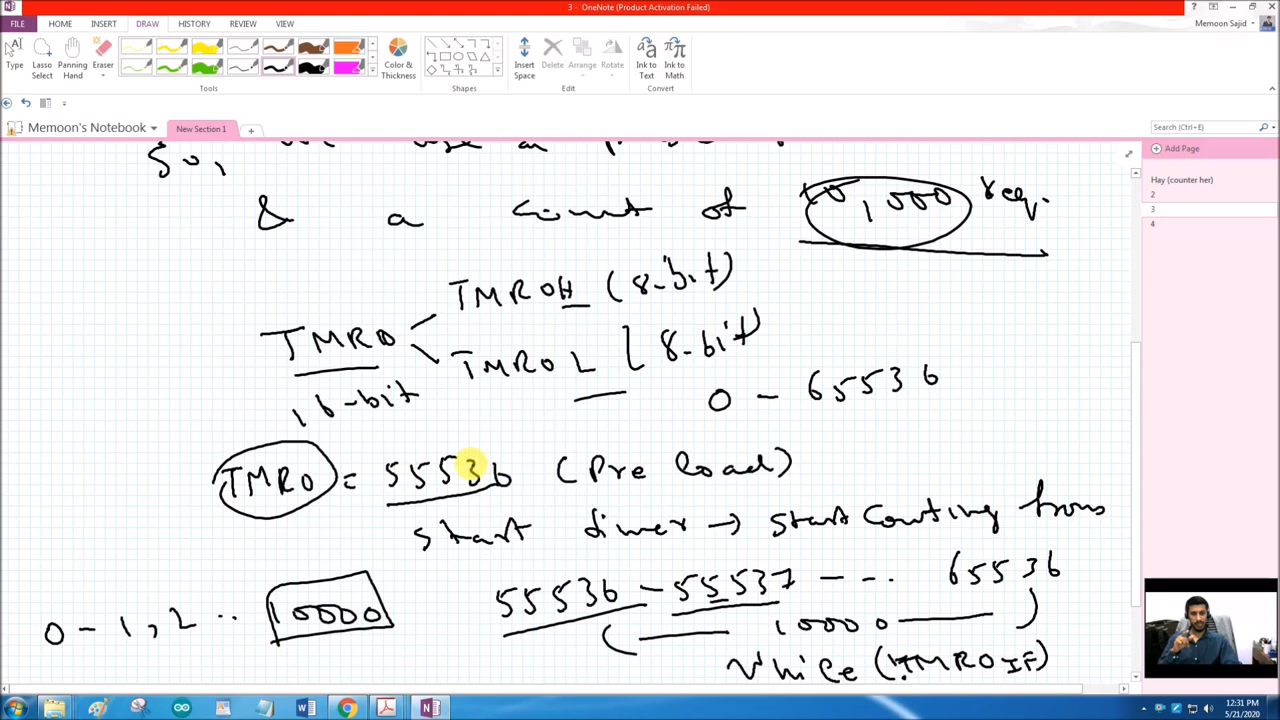 3 - OneNote (Product Activation Failed)
Memoon Sajid
FILE HOME INSERT DRAW HISTORY REVIEW VIEW
Type Lasso Select Panning Hand Eraser Color & Thickness Insert Space Delete Arrange Rotate Ink to Text Ink to Math
Tools Shapes Edit Convert
Memoon's Notebook New Section 1
Search (Ctrl+E)
Add Page
Hay (counter her)
2
3
4
So, we use a
& a count of 10,000 req.
TMR0H (8-bit)
TMR0
TMR0L (8-bit)
16-bit
0 - 65536
TMR0 = 55536 (Pre load)
start timer → start counting from
55536 - 55537 - - .. 65536
0 - 1, 2 .. 10000
10000
while (!TMR0IF)
W
12:31 PM
5/21/2020